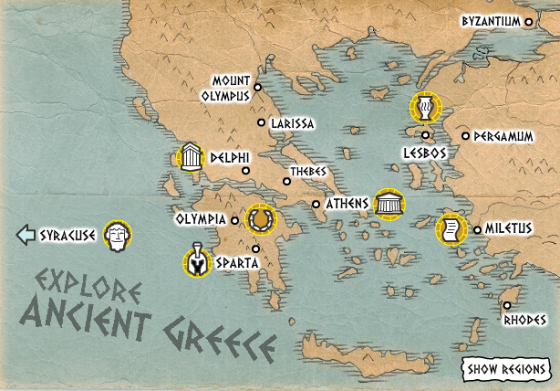 BYZANTIUM
MOUNT
OLYMPUS
LARISSA
PERGAMUM
LESBOS
DELPHI
THEBES
ATHENS
OLYMPIA
MILETUS
SYRACUSE
SPARTA
EXPLORE
ANCIENT GREECE
RHODES
SHOW REGIONS